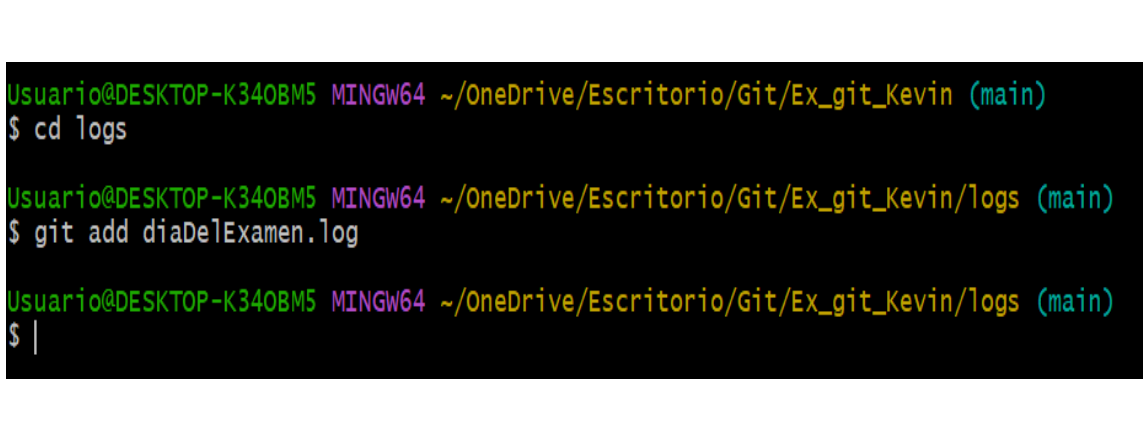 Usuario@DESKTOP-K34OBM5 MINGW64 ~/OneDrive/Escritorio/Git/Ex_git_Kevin (main)
$ cd logs
Usuario@DESKTOP-K34OBM5 MINGW64 ~/OneDrive/Escritorio/Git/Ex_git_Kevin/logs (main)
$ git add diaDelExamen.log
Usuario@DESKTOP-K34OBM5 MINGW64 ~/OneDrive/Escritorio/Git/Ex_git_Kevin/logs (main)
$